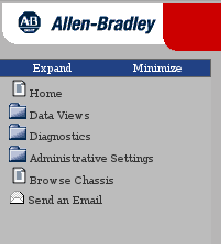 AB Allen-Bradley
Expand Minimize
Home
Data Views
Diagnostics
Administrative Settings
Browse Chassis
Send an Email